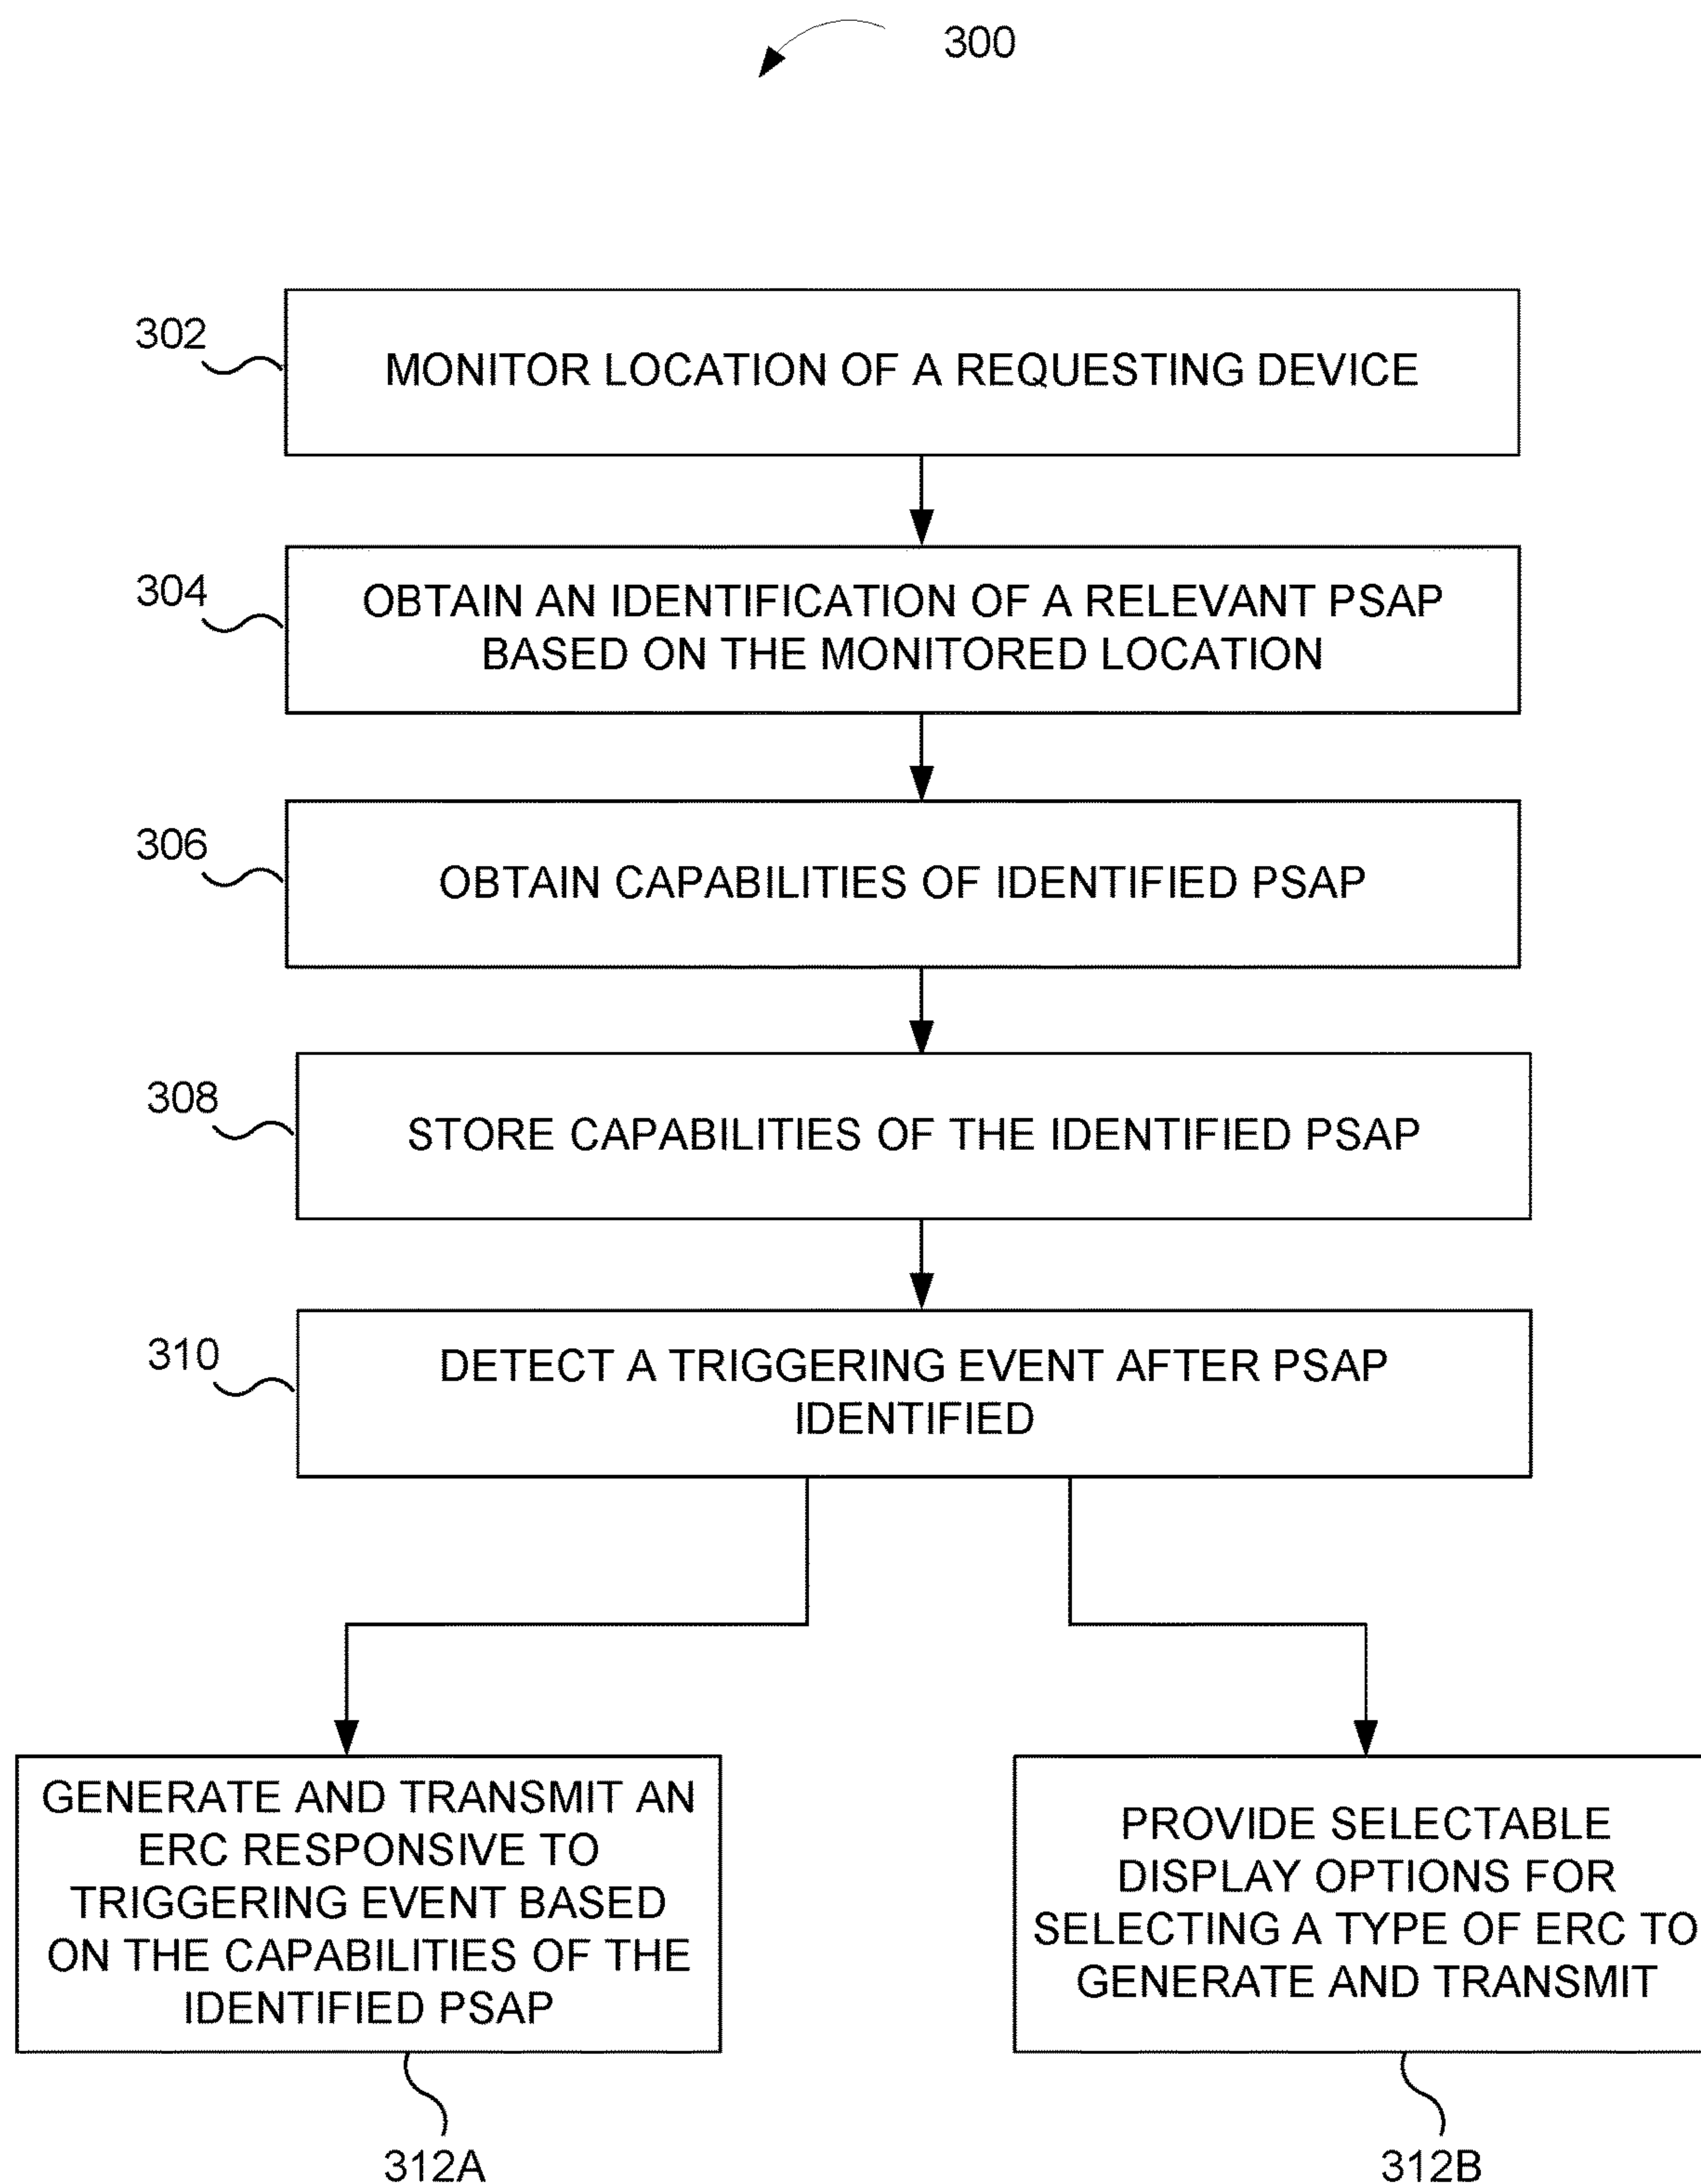 300
302
MONITOR LOCATION OF A REQUESTING DEVICE
304
OBTAIN AN IDENTIFICATION OF A RELEVANT PSAP
BASED ON THE MONITORED LOCATION
306
OBTAIN CAPABILITIES OF IDENTIFIED PSAP
308
STORE CAPABILITIES OF THE IDENTIFIED PSAP
310
DETECT A TRIGGERING EVENT AFTER PSAP
IDENTIFIED
GENERATE AND TRANSMIT AN
ERC RESPONSIVE TO
TRIGGERING EVENT BASED
ON THE CAPABILITIES OF THE
IDENTIFIED PSAP
312A
PROVIDE SELECTABLE
DISPLAY OPTIONS FOR
SELECTING A TYPE OF ERC TO
GENERATE AND TRANSMIT
312B